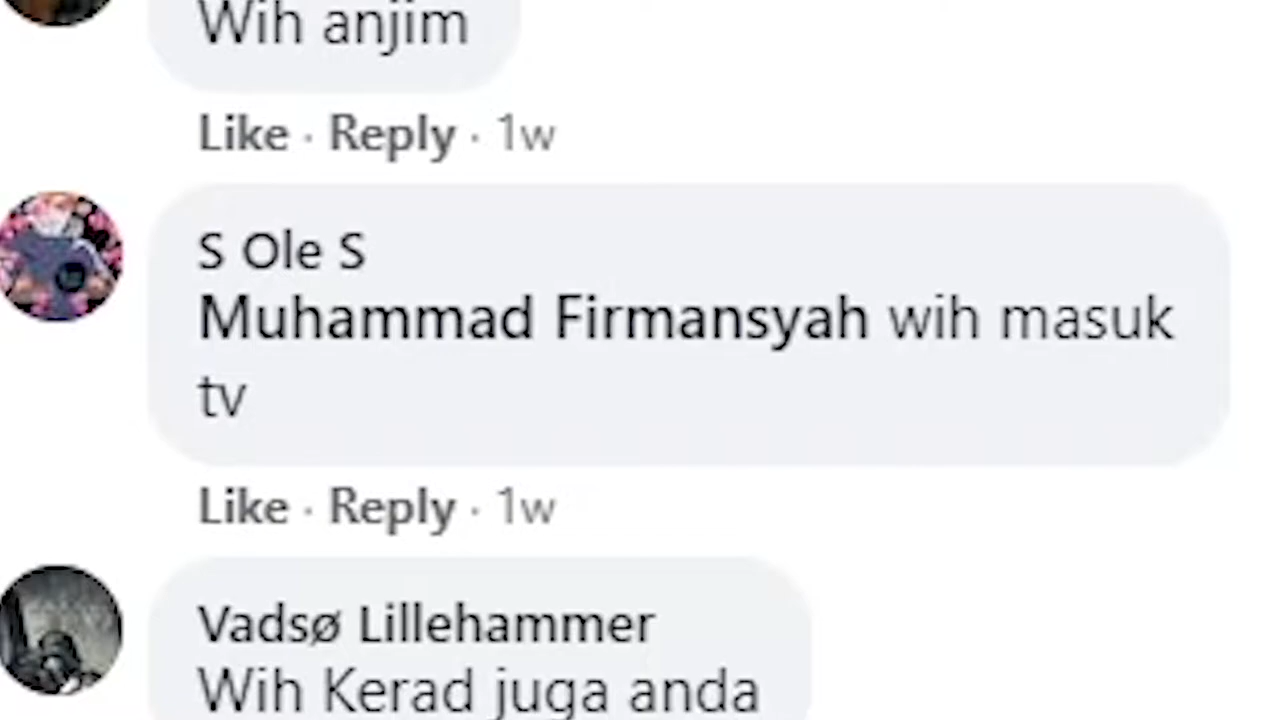 Wih anjim
Like · Reply · 1w
S Ole S
Muhammad Firmansyah wih masuk
tv
Like · Reply · 1w
Vadsø Lillehammer
Wih Kerad juga anda